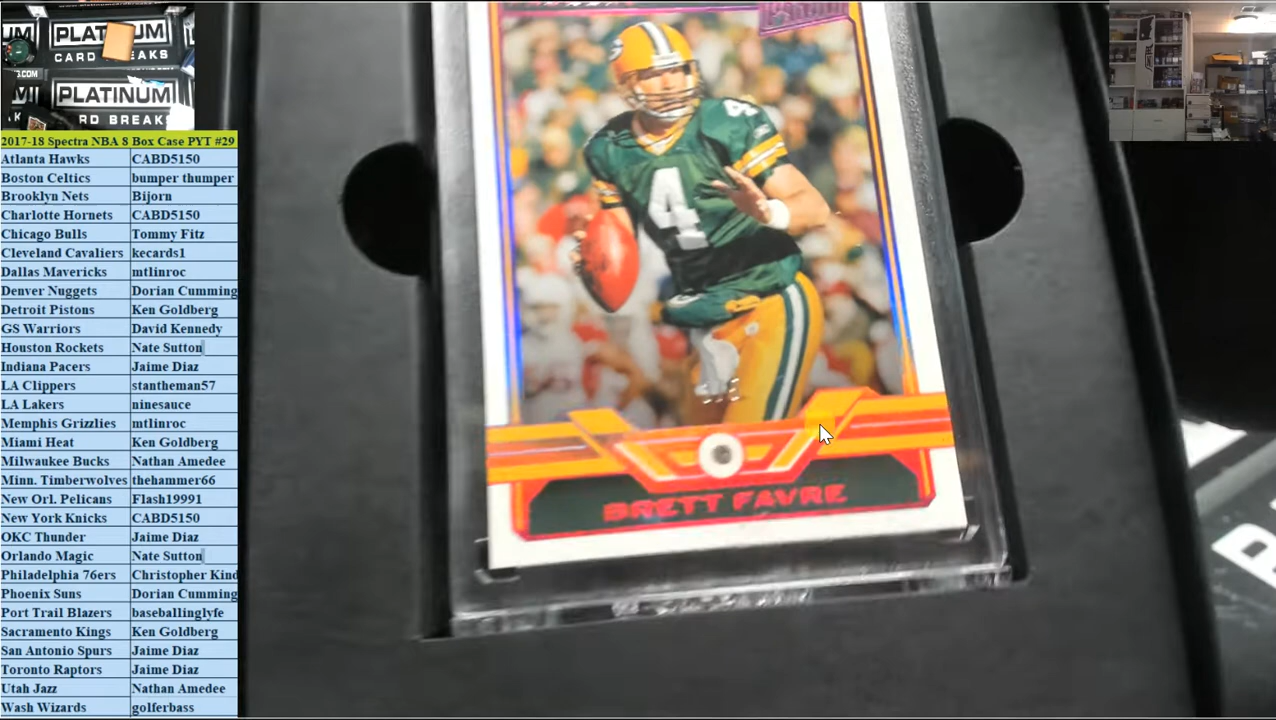 PLATINUM
CARD BREAKS
PLATINUM
RD BREAK
2017-18 Spectra NBA 8 Box Case PYT #29
Atlanta Hawks CABD5150
Boston Celtics bumper thumper
Brooklyn Nets Bijorn
Charlotte Hornets CABD5150
Chicago Bulls Tommy Fitz
Cleveland Cavaliers kecards1
Dallas Mavericks mtlinroc
Denver Nuggets Dorian Cumming
Detroit Pistons Ken Goldberg
GS Warriors David Kennedy
Houston Rockets Nate Sutton
Indiana Pacers Jaime Diaz
LA Clippers stantheman57
LA Lakers ninesauce
Memphis Grizzlies mtlinroc
Miami Heat Ken Goldberg
Milwaukee Bucks Nathan Amedee
Minn. Timberwolves thehammer66
New Orl. Pelicans Flash19991
New York Knicks CABD5150
OKC Thunder Jaime Diaz
Orlando Magic Nate Sutton
Philadelphia 76ers Christopher Kind
Phoenix Suns Dorian Cumming
Port Trail Blazers baseballinglyfe
Sacramento Kings Ken Goldberg
San Antonio Spurs Jaime Diaz
Toronto Raptors Jaime Diaz
Utah Jazz Nathan Amedee
Wash Wizards golferbass
4
4
BRETT FAVRE